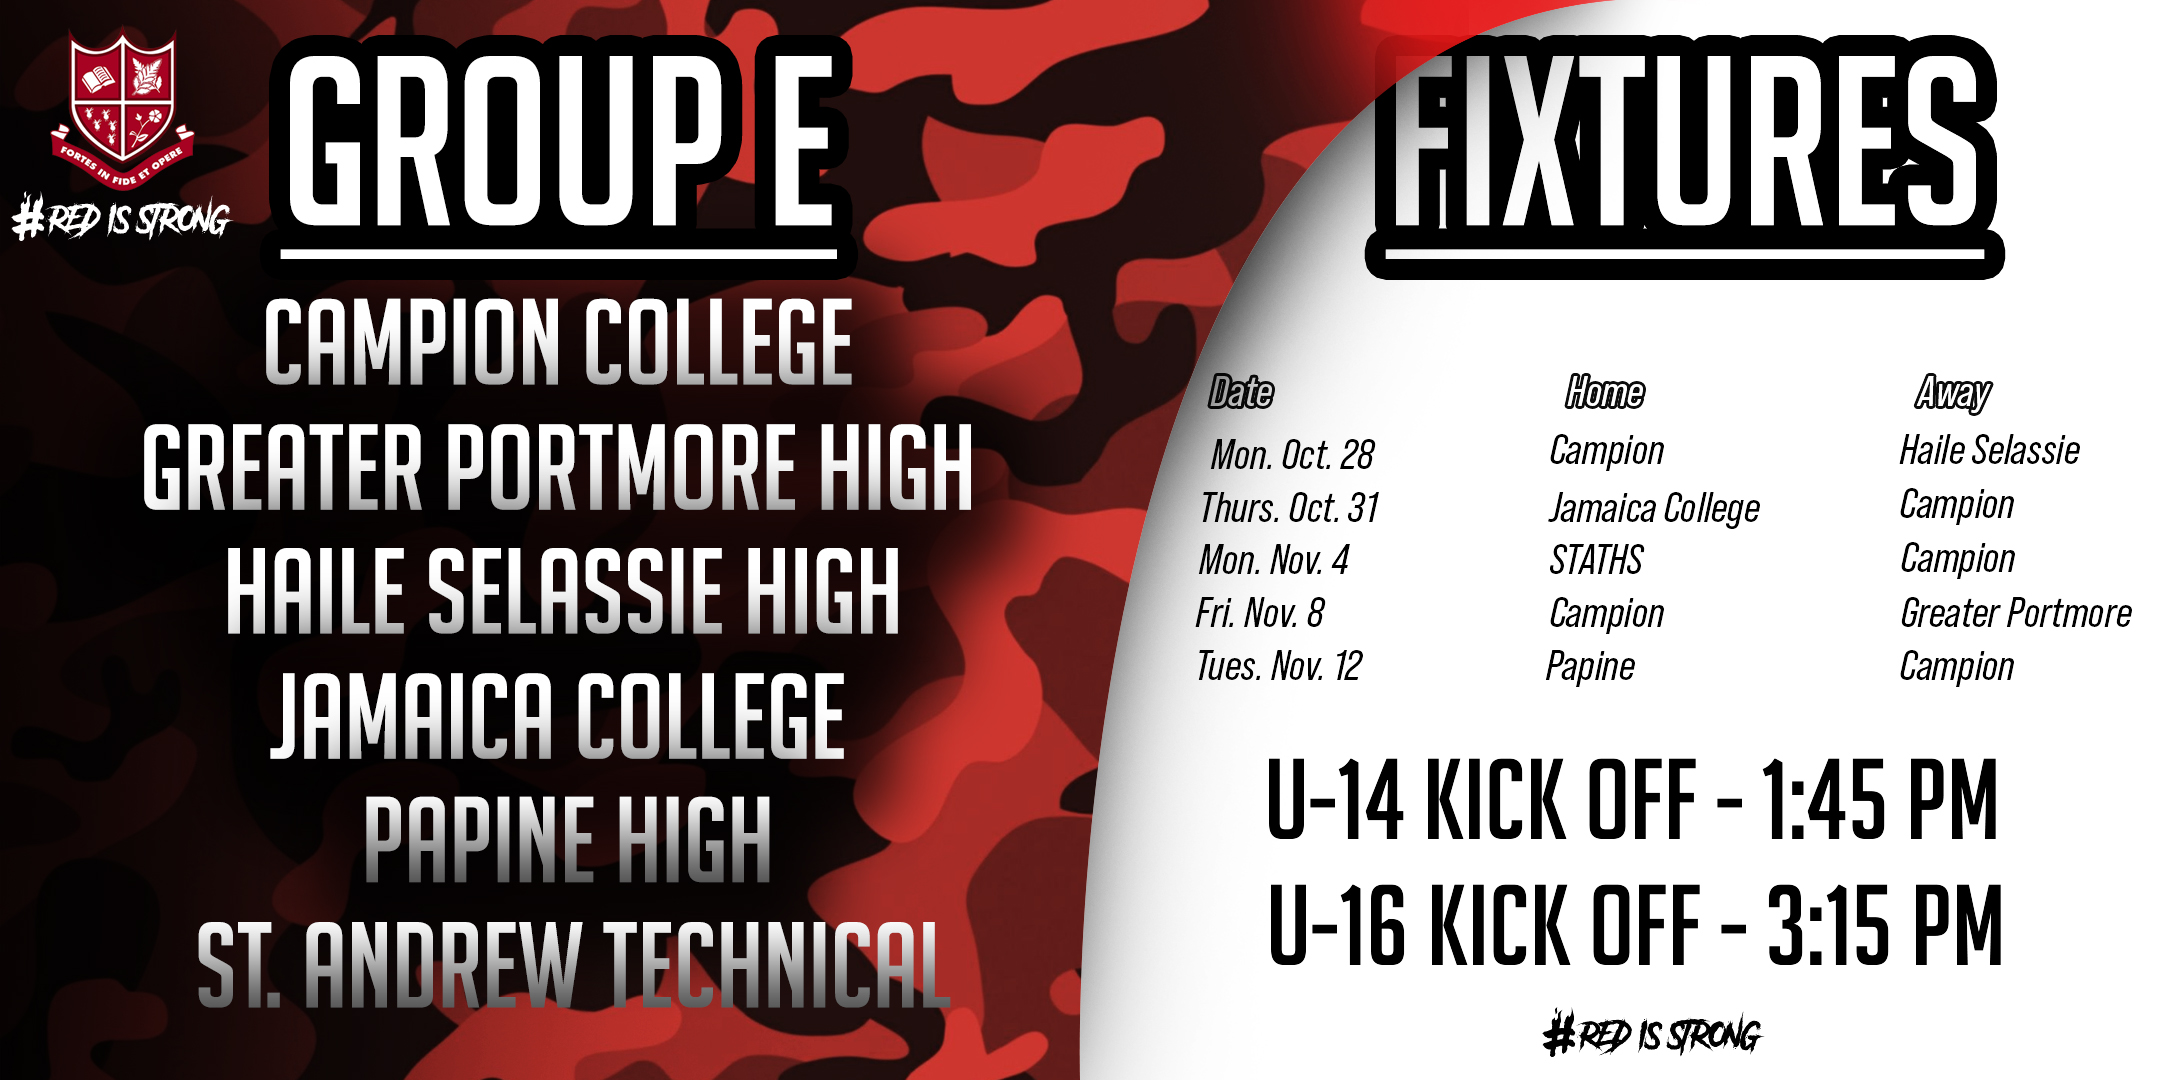 FORTES IN FIDE ET OPERE
#RED IS STRONG
GROUP E
CAMPION COLLEGE
GREATER PORTMORE HIGH
HAILE SELASSIE HIGH
JAMAICA COLLEGE
PAPINE HIGH
ST. ANDREW TECHNICAL
FIXTURES
Date Home Away
Mon. Oct. 28 Campion Haile Selassie
Thurs. Oct. 31 Jamaica College Campion
Mon. Nov. 4 STATHS Campion
Fri. Nov. 8 Campion Greater Portmore
Tues. Nov. 12 Papine Campion
U-14 KICK OFF - 1:45 PM
U-16 KICK OFF - 3:15 PM
#RED IS STRONG